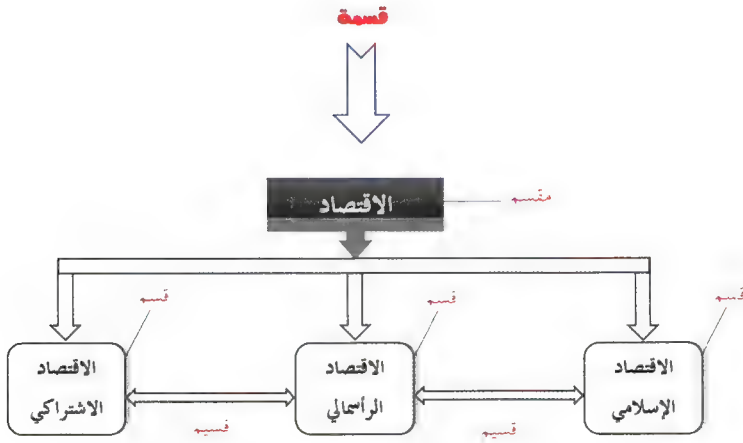 قسمة
الاقتصاد
مقسم
قسم
قسم
قسم
الاقتصاد
الإسلامي
الاقتصاد
الرأسمالي
الاقتصاد
الاشتراكي
قسيم
قسيم